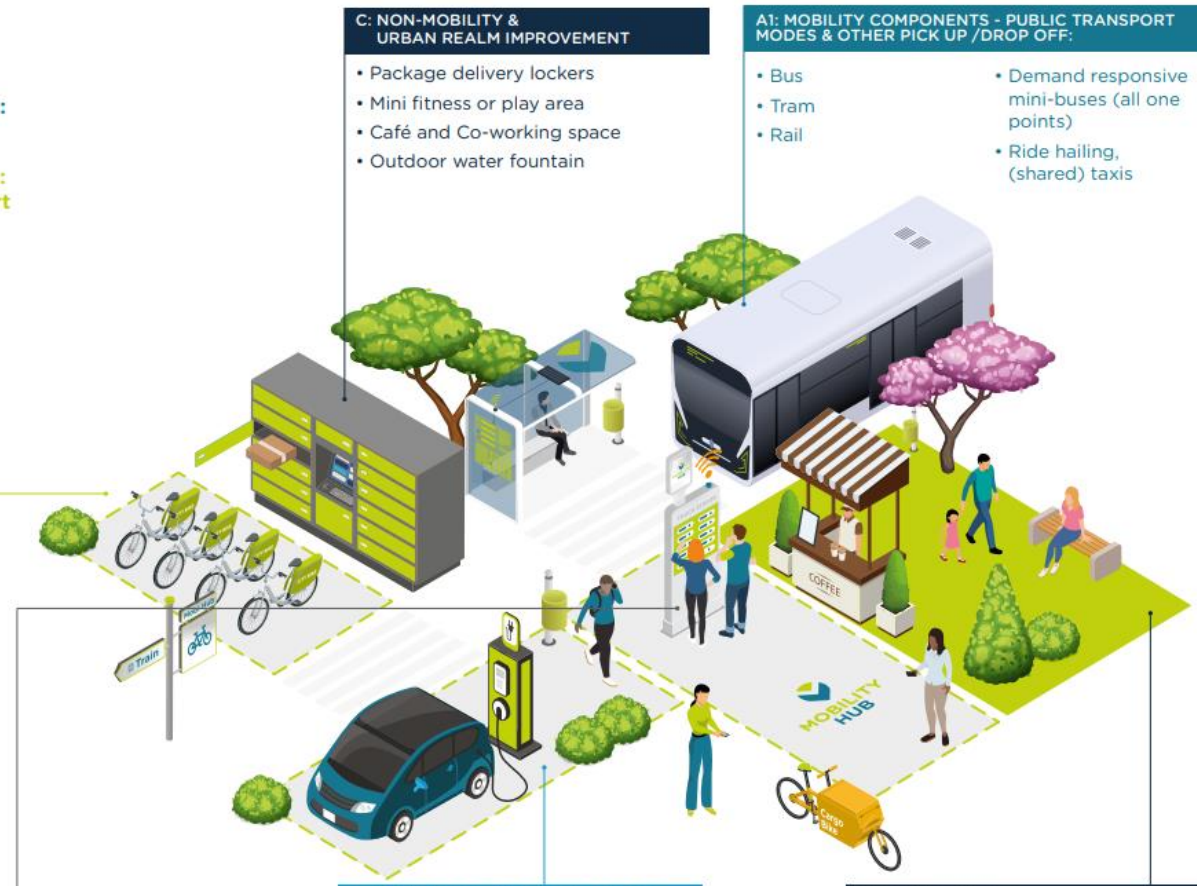 C: NON-MOBILITY &
URBAN REALM IMPROVEMENT
• Package delivery lockers
• Mini fitness or play area
• Café and Co-working space
• Outdoor water fountain
A1: MOBILITY COMPONENTS - PUBLIC TRANSPORT
MODES & OTHER PICK UP /DROP OFF:
• Bus
• Tram
• Rail
• Demand responsive
mini-buses (all one
points)
• Ride hailing,
(shared) taxis
:
:
t
COFFEE
Train
MOBILITY
HUB
Cargo
Bike